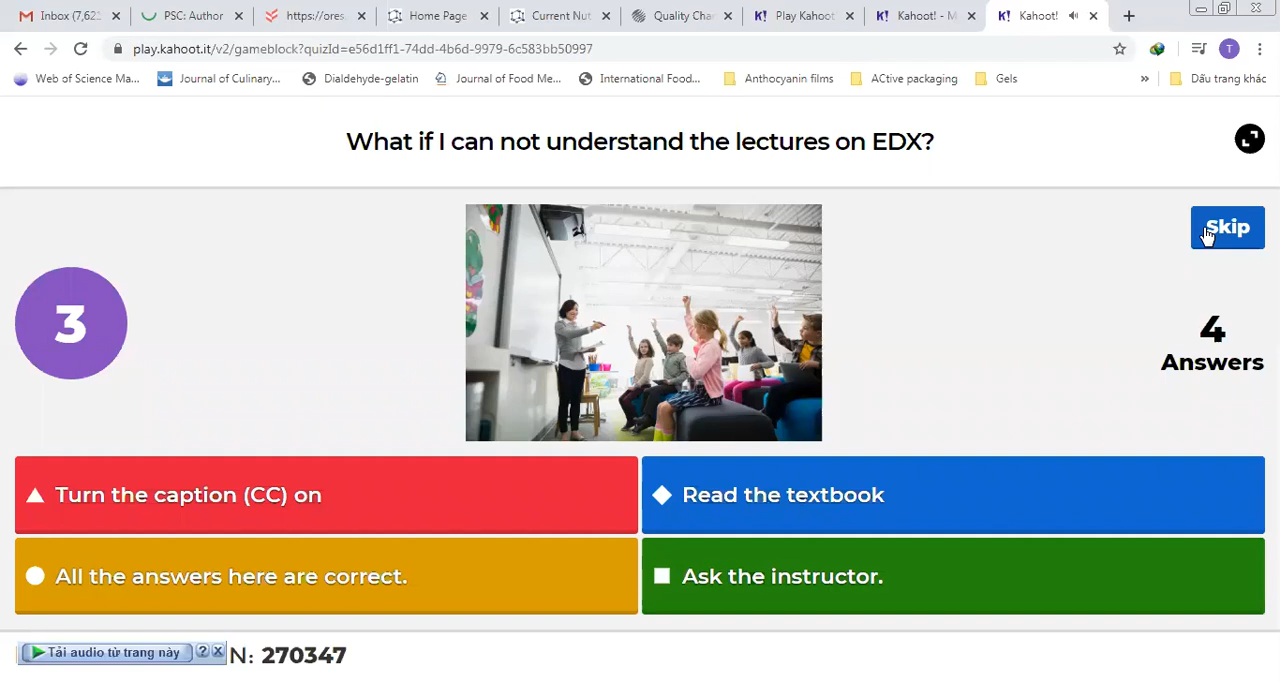 Inbox (7,62
PSC: Author
https://ores
Home Page
Current Nut
Quality Cha
Play Kahoot
Kahoot! - M
Kahoot!
play.kahoot.it/v2/gameblock?quizId=e56d1ff1-74dd-4b6d-9979-6c583bb50997
T
Web of Science Ma...
Journal of Culinary...
Dialdehyde-gelatin
Journal of Food Me...
International Food...
Anthocyanin films
ACtive packaging
Gels
»
Dấu trang khác
What if I can not understand the lectures on EDX?
Skip
3
4
Answers
Turn the caption (CC) on
Read the textbook
All the answers here are correct.
Ask the instructor.
Tải audio từ trang này ? X
N: 270347